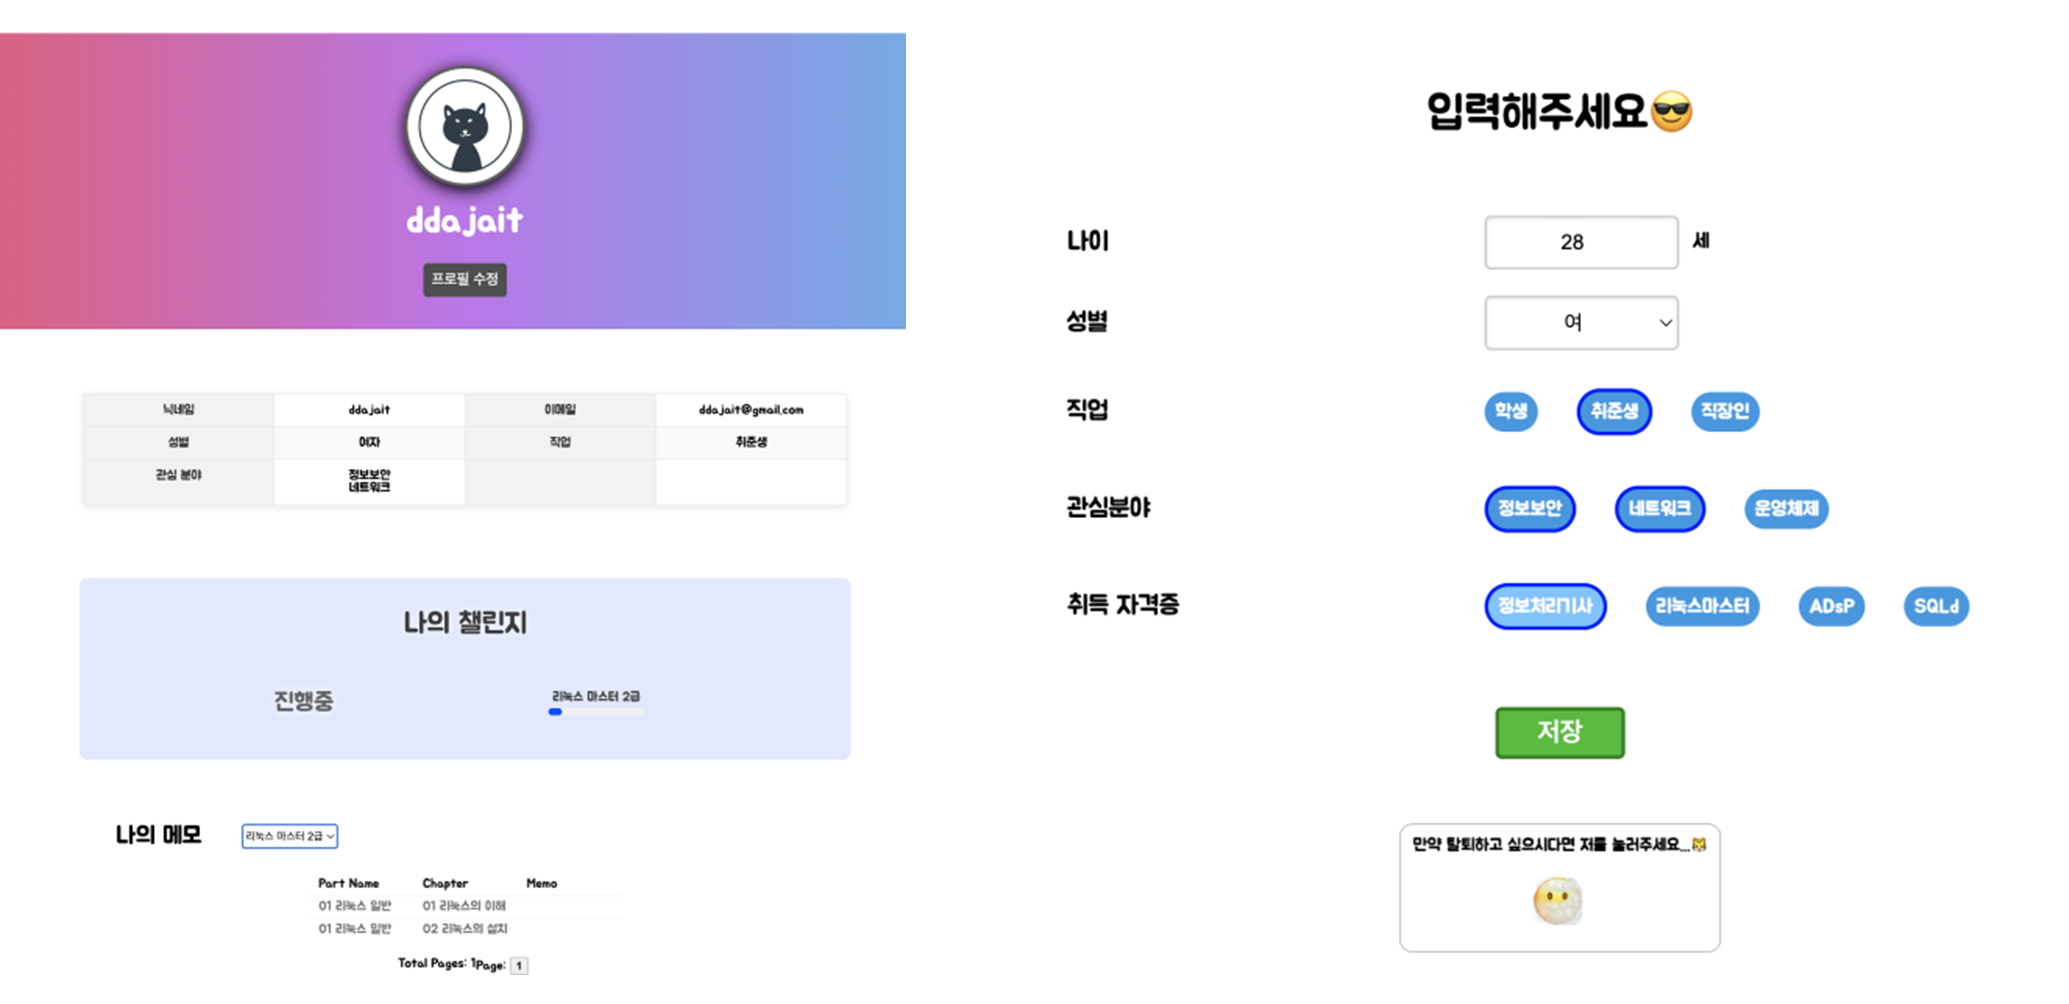 ddajait
프로필 수정
닉네임 ddajait 이메일 ddajait@gmail.com
성별 여자 직업 취준생
관심 분야 정보보안
네트워크
나의 챌린지
진행중 리눅스 마스터 2급
나의 메모 리눅스 마스터 2급
Part Name Chapter Memo
01 리눅스 일반 01 리눅스의 이해
01 리눅스 일반 02 리눅스의 설치
Total Pages: 1Page: 1
입력해주세요😎
나이 28 세
성별 여
직업 학생 취준생 직장인
관심분야 정보보안 네트워크 운영체제
취득 자격증 정보처리기사 리눅스마스터 ADsP SQLd
저장
만약 탈퇴하고 싶으시다면 저를 눌러주세요...🐯